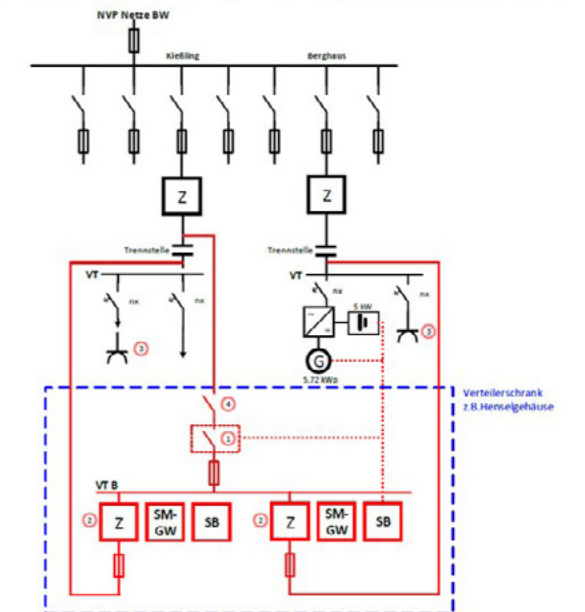 NVP Netze BW
Kießling
Berghaus
Z
Z
Trennstelle
Trennstelle
VT
VT
nx
nx
nx
nx
5 kW
3
3
G
5,72 kWp
Verteilerschrank
z.B.Henselgehäuse
4
1
VT B
2
Z
SM-
GW
SB
2
Z
SM-
GW
SB